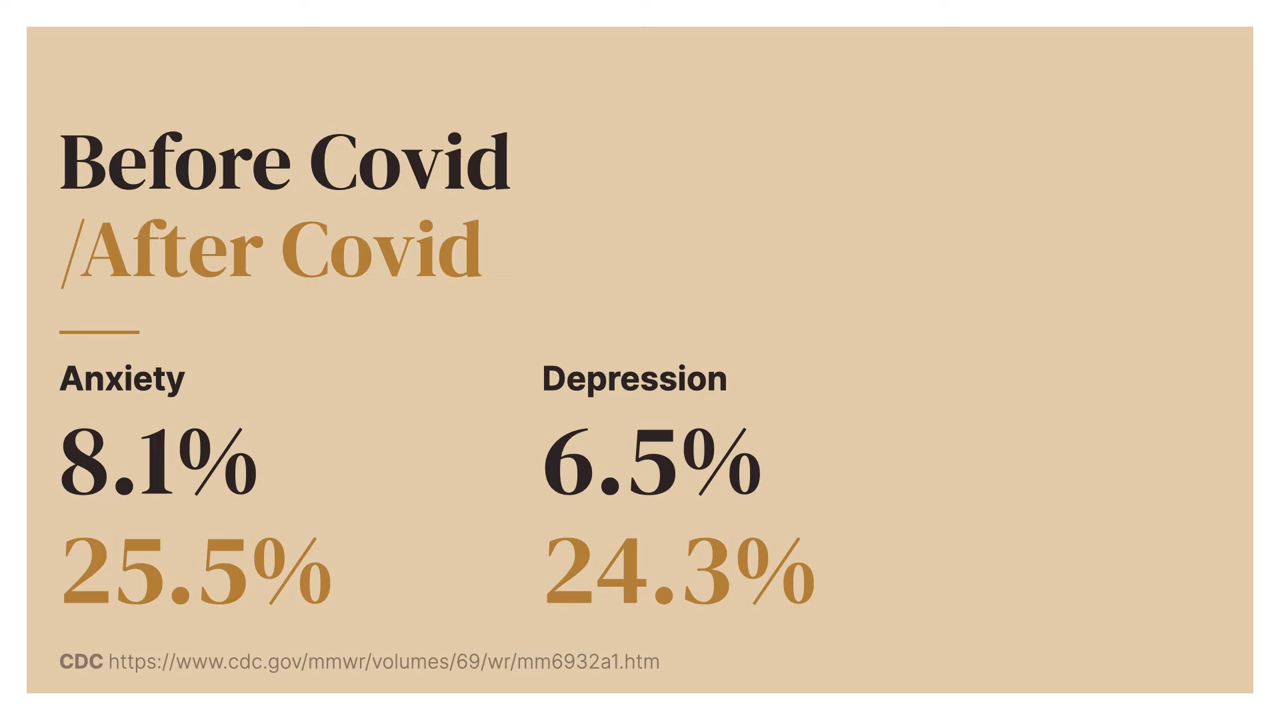 Before Covid
/After Covid
Anxiety
Depression
8.1%
6.5%
25.5%
24.3%
CDC https://www.cdc.gov/mmwr/volumes/69/wr/mm6932a1.htm